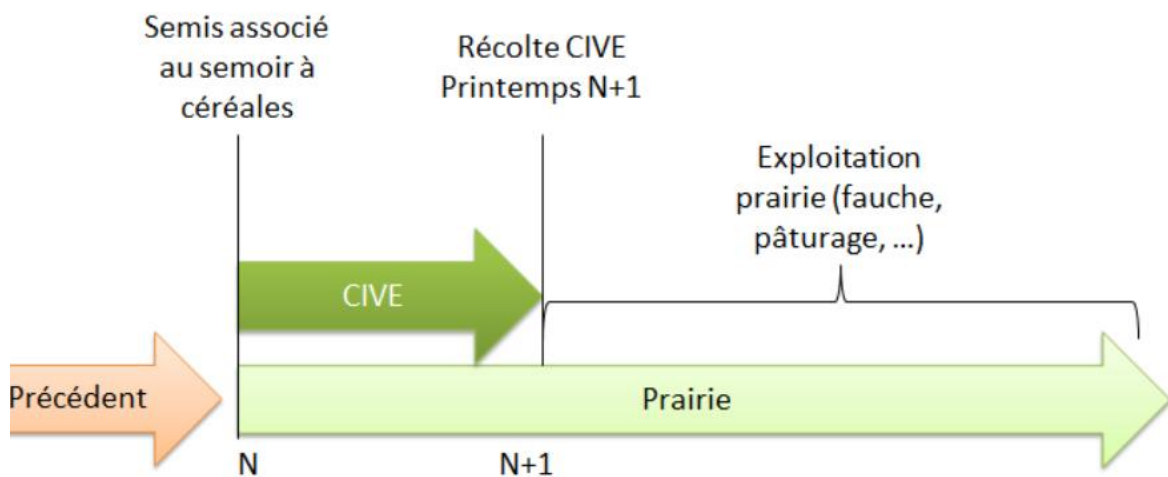 Semis associé
au semoir à
céréales
Récolte CIVE
Printemps N+1
Exploitation
prairie (fauche,
pâturage, ...)
CIVE
Précédent
Prairie
N
N+1